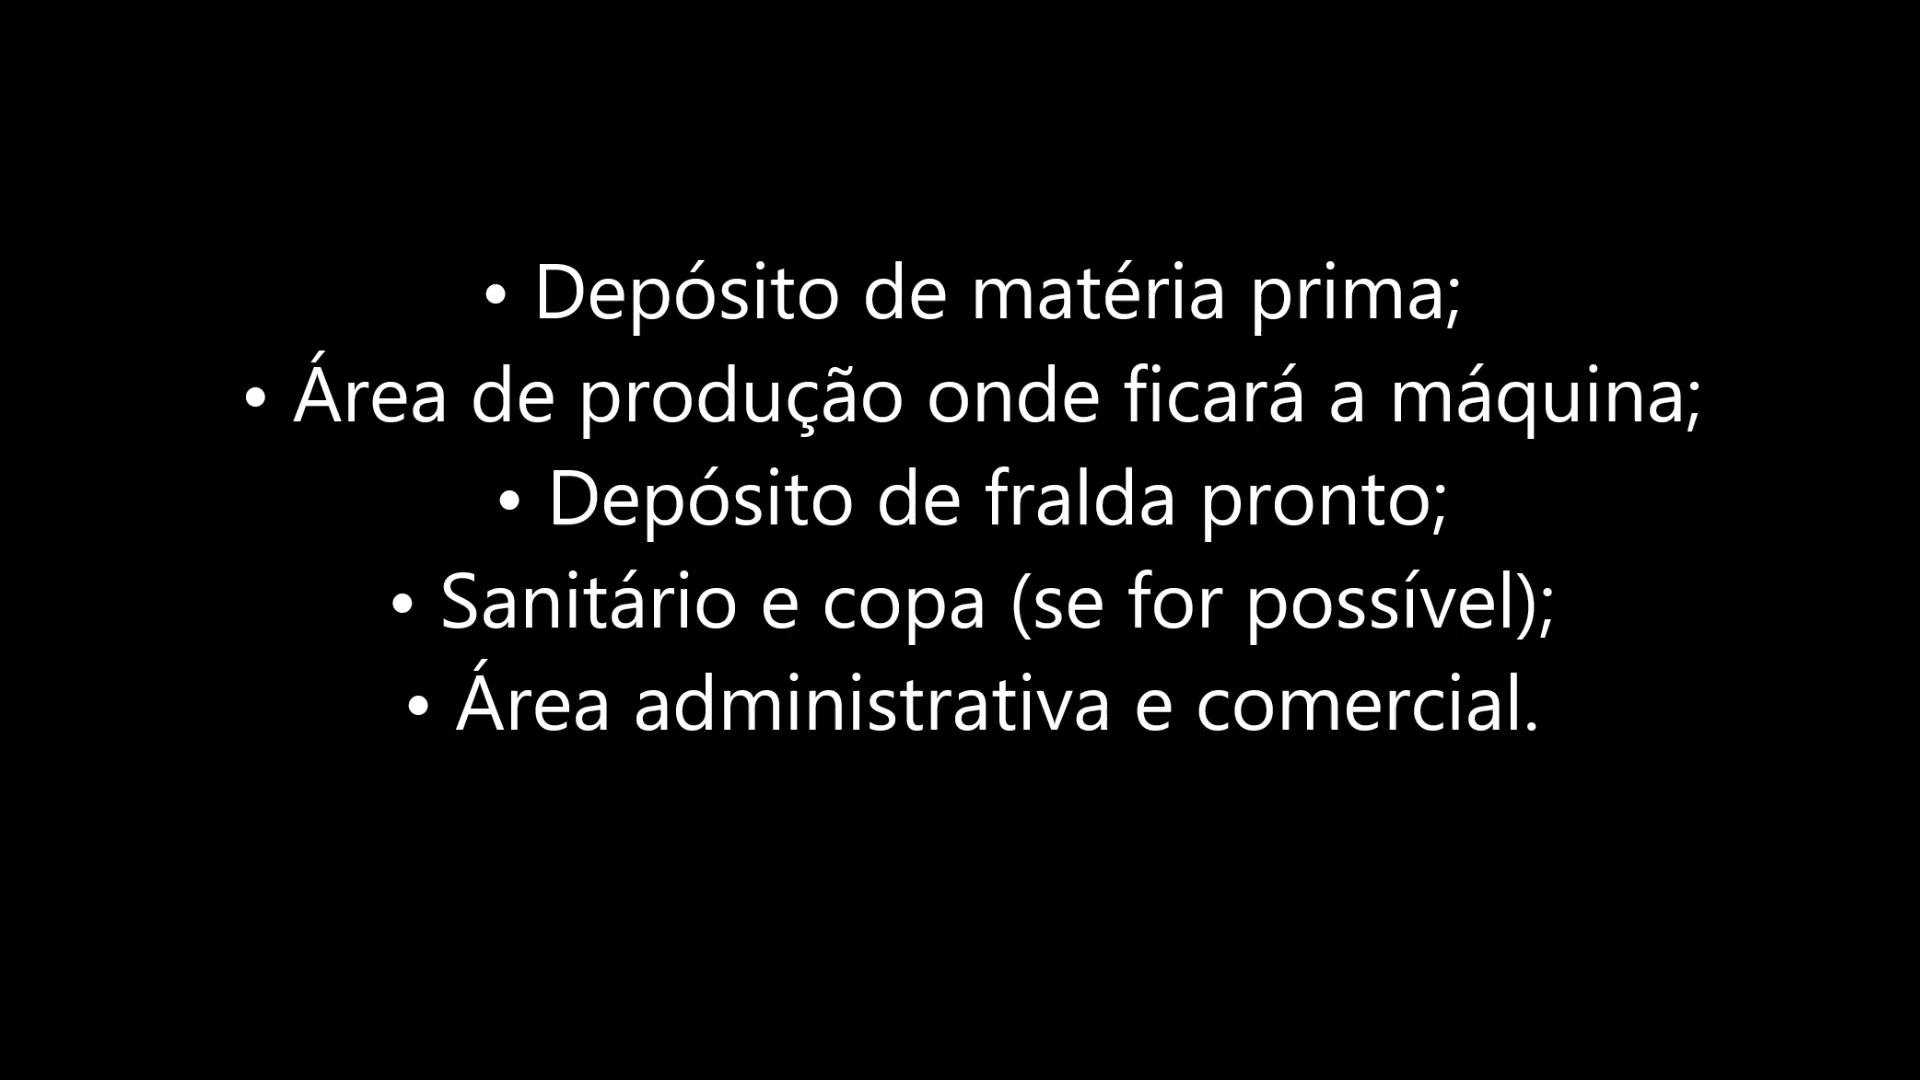 • Depósito de matéria prima;
• Área de produção onde ficará a máquina;
• Depósito de fralda pronto;
• Sanitário e copa (se for possível);
• Área administrativa e comercial.